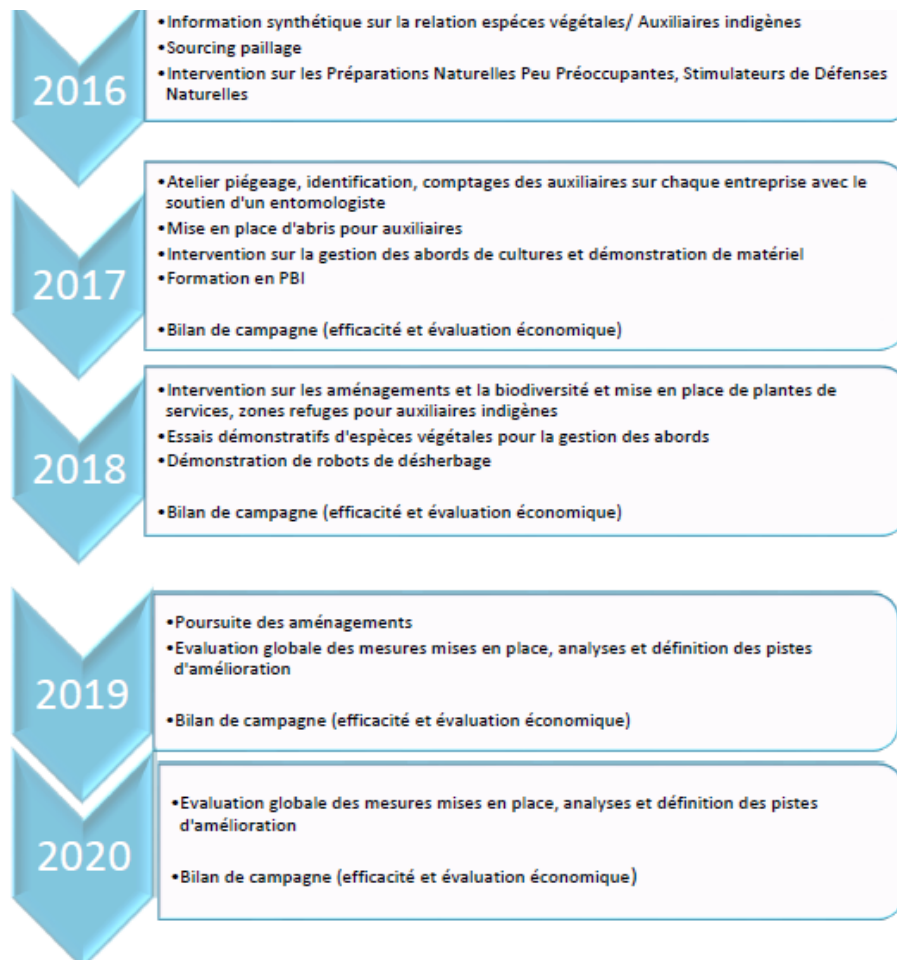 •Information synthétique sur la relation espéces végétales/ Auxiliaires indigènes
•Sourcing paillage
•Intervention sur les Préparations Naturelles Peu Préoccupantes, Stimulateurs de Défenses
Naturelles
2016
•Atelier piégeage, identification, comptages des auxiliaires sur chaque entreprise avec le
soutien d'un entomologiste
•Mise en place d'abris pour auxiliaires
•Intervention sur la gestion des abords de cultures et démonstration de matériel
•Formation en PBI
•Bilan de campagne (efficacité et évaluation économique)
2017
•Intervention sur les aménagements et la biodiversité et mise en place de plantes de
services, zones refuges pour auxiliaires indigènes
•Essais démonstratifs d'espèces végétales pour la gestion des abords
•Démonstration de robots de désherbage
•Bilan de campagne (efficacité et évaluation économique)
2018
•Poursuite des aménagements
•Evaluation globale des mesures mises en place, analyses et définition des pistes
d'amélioration
•Bilan de campagne (efficacité et évaluation économique)
2019
•Evaluation globale des mesures mises en place, analyses et définition des pistes
d'amélioration
•Bilan de campagne (efficacité et évaluation économique)
2020